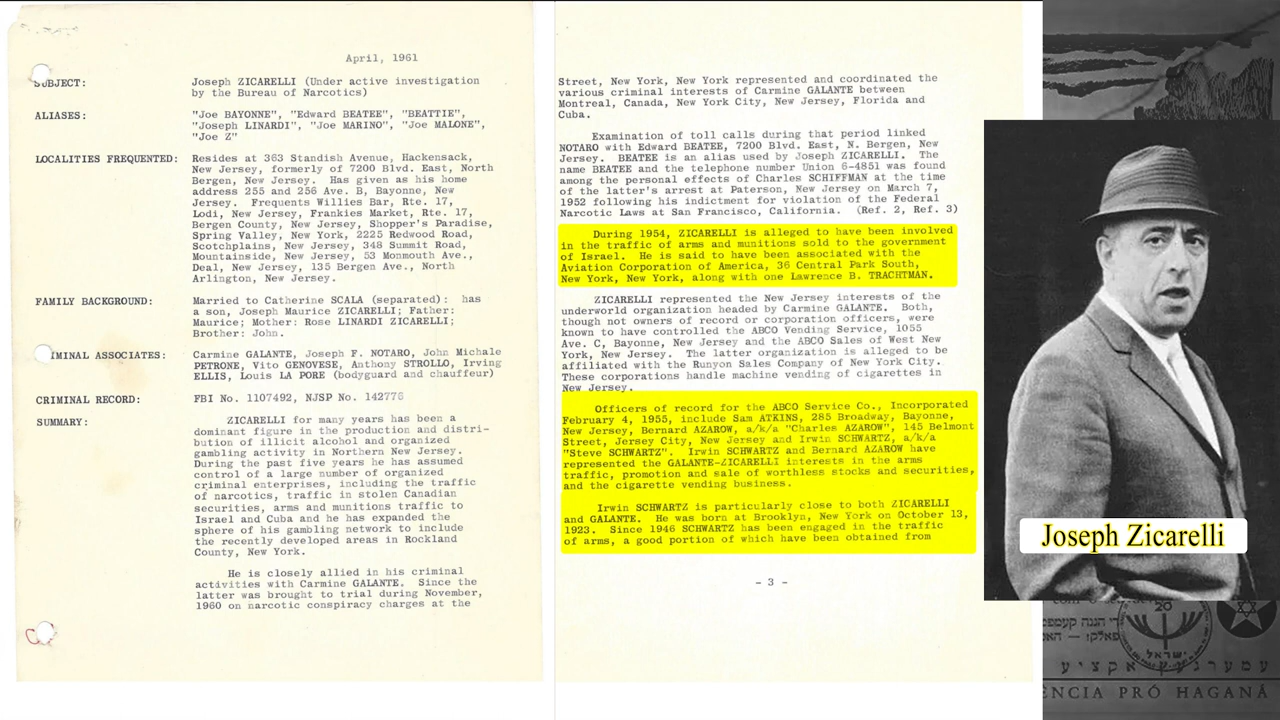 April, 1961
SUBJECT: Joseph ZICARELLI (Under active investigation
by the Bureau of Narcotics)
ALIASES: "Joe BAYONNE", "Edward BEATEE", "BEATTIE",
"Joseph LINARDI", "Joe MARINO", "Joe MALONE",
"Joe Z"
LOCALITIES FREQUENTED: Resides at 363 Standish Avenue, Hackensack,
New Jersey, formerly of 7200 Blvd. East, North
Bergen, New Jersey. Has given as his home
address 255 and 256 Ave. B, Bayonne, New
Jersey. Frequents Willies Bar, Rte. 17,
Lodi, New Jersey, Frankies Market, Rte. 17,
Bergen County, New Jersey, Shopper's Paradise,
Spring Valley, New York, 2225 Redwood Road,
Scotchplains, New Jersey, 348 Summit Road,
Mountainside, New Jersey, 53 Monmouth Ave.,
Deal, New Jersey, 135 Bergen Ave., North
Arlington, New Jersey.
FAMILY BACKGROUND: Married to Catherine SCALA (separated): has
a son, Joseph Maurice ZICARELLI; Father:
Maurice; Mother: Rose LINARDI ZICARELLI;
Brother: John.
IMINAL ASSOCIATES: Carmine GALANTE, Joseph F. NOTARO, John Michale
PETRONE, Vito GENOVESE, Anthony STROLLO, Irving
ELLIS, Louis LA PORE (bodyguard and chauffeur)
CRIMINAL RECORD: FBI No. 1107492, NJSP No. 142778
SUMMARY: ZICARELLI for many years has been a
dominant figure in the production and distri-
bution of illicit alcohol and organized
gambling activity in Northern New Jersey.
During the past five years he has assumed
control of a large number of organized
criminal enterprises, including the traffic
of narcotics, traffic in stolen Canadian
securities, arms and munitions traffic to
Israel and Cuba and he has expanded the
sphere of his gambling network to include
the recently developed areas in Rockland
County, New York.
He is closely allied in his criminal
activities with Carmine GALANTE. Since the
latter was brought to trial during November,
1960 on narcotic conspiracy charges at the
Street, New York, New York represented and coordinated the
various criminal interests of Carmine GALANTE between
Montreal, Canada, New York City, New Jersey, Florida and
Cuba.
Examination of toll calls during that period linked
NOTARO with Edward BEATEE, 7200 Blvd. East, N. Bergen, New
Jersey. BEATEE is an alias used by Joseph ZICARELLI. The
name BEATEE and the telephone number Union 6-4851 was found
among the personal effects of Charles SCHIFFMAN at the time
of the latter's arrest at Paterson, New Jersey on March 7,
1952 following his indictment for violation of the Federal
Narcotic Laws at San Francisco, California. (Ref. 2, Ref. 3)
During 1954, ZICARELLI is alleged to have been involved
in the traffic of arms and munitions sold to the government
of Israel. He is said to have been associated with the
Aviation Corporation of America, 36 Central Park South,
New York, New York, along with one Lawrence B. TRACHTMAN.
ZICARELLI represented the New Jersey interests of the
underworld organization headed by Carmine GALANTE. Both,
though not owners of record or corporation officers, were
known to have controlled the ABCO Vending Service, 1055
Ave. C, Bayonne, New Jersey and the ABCO Sales of West New
York, New Jersey. The latter organization is alleged to be
affiliated with the Runyon Sales Company of New York City.
These corporations handle machine vending of cigarettes in
New Jersey.
Officers of record for the ABCO Service Co., Incorporated
February 4, 1955, include Sam ATKINS, 285 Broadway, Bayonne,
New Jersey, Bernard AZAROW, a/k/a "Charles AZAROW", 145 Belmont
Street, Jersey City, New Jersey and Irwin SCHWARTZ, a/k/a
"Steve SCHWARTZ". Irwin SCHWARTZ and Bernard AZAROW have
represented the GALANTE-ZICARELLI interests in the arms
traffic, promotion and sale of worthless stocks and securities,
and the cigarette vending business.
Irwin SCHWARTZ is particularly close to both ZICARELLI
and GALANTE. He was born at Brooklyn, New York on October 13,
1923. Since 1946 SCHWARTZ has been engaged in the traffic
of arms, a good portion of which have been obtained from
- 3 -
Joseph Zicarelli
20
ישראל
עמערגענץ אקציע
ÊNCIA PRÓ HAGANÁ